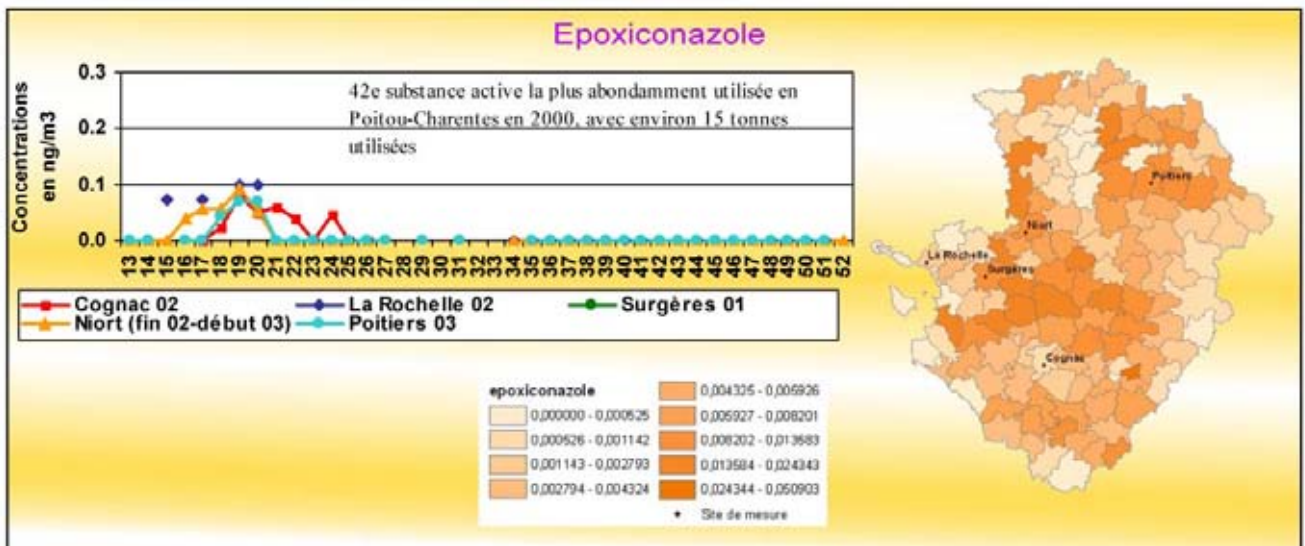 Epoxiconazole
Concentrations
en ng/m3
0.3
0.2
0.1
0.0
42e substance active la plus abondamment utilisée en
Poitou-Charentes en 2000, avec environ 15 tonnes
utilisées
13 14 15 16 17 18 19 20 21 22 23 24 25 26 27 28 29 30 31 32 33 34 35 36 37 38 39 40 41 42 43 44 45 46 47 48 49 50 51 52
Cognac 02 La Rochelle 02 Surgères 01
Niort (fin 02-début 03) Poitiers 03
Poitiers
Niort
La Rochelle
Surgères
Cognac
epoxiconazole
0,000000 - 0,000525
0,000526 - 0,001142
0,001143 - 0,002793
0,002794 - 0,004324
0,004325 - 0,005926
0,005927 - 0,008201
0,008202 - 0,013583
0,013584 - 0,024343
0,024344 - 0,050903
Site de mesure